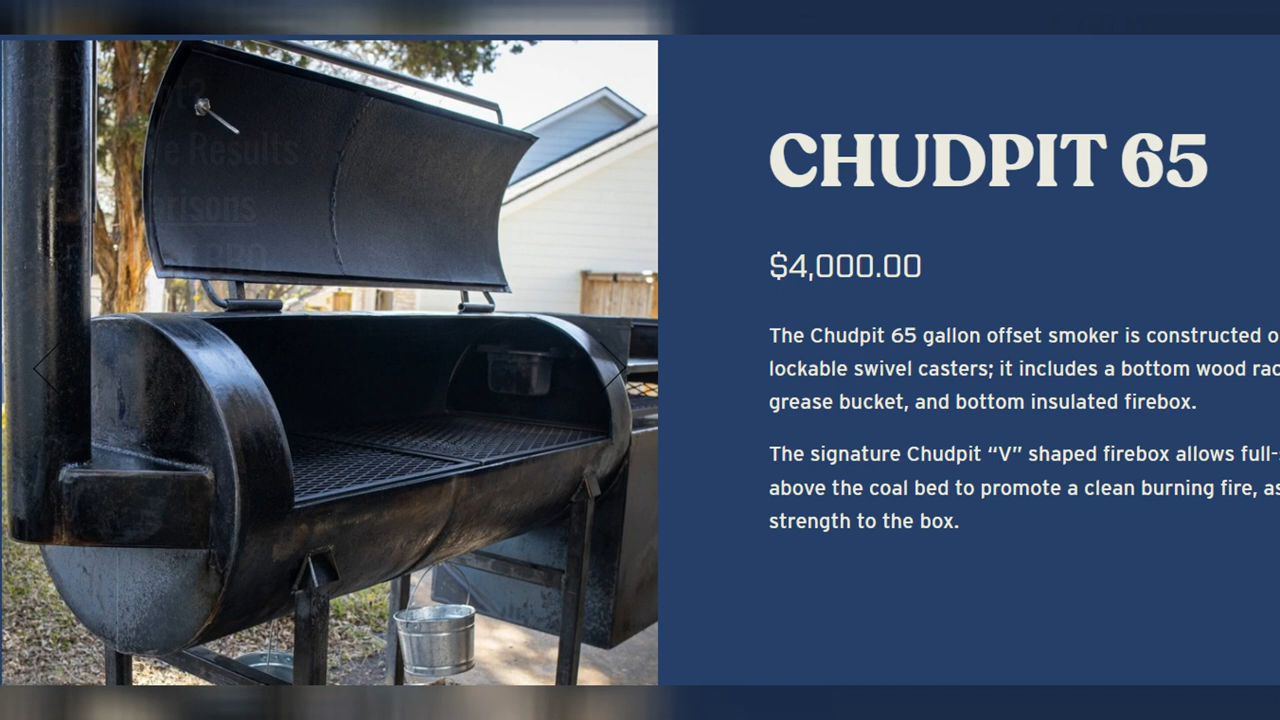 CHUDPIT 65
$4,000.00
The Chudpit 65 gallon offset smoker is constructed
lockable swivel casters; it includes a bottom wood
grease bucket, and bottom insulated firebox.
The signature Chudpit “V” shaped firebox allows full-
above the coal bed to promote a clean burning fire,
strength to the box.
Results